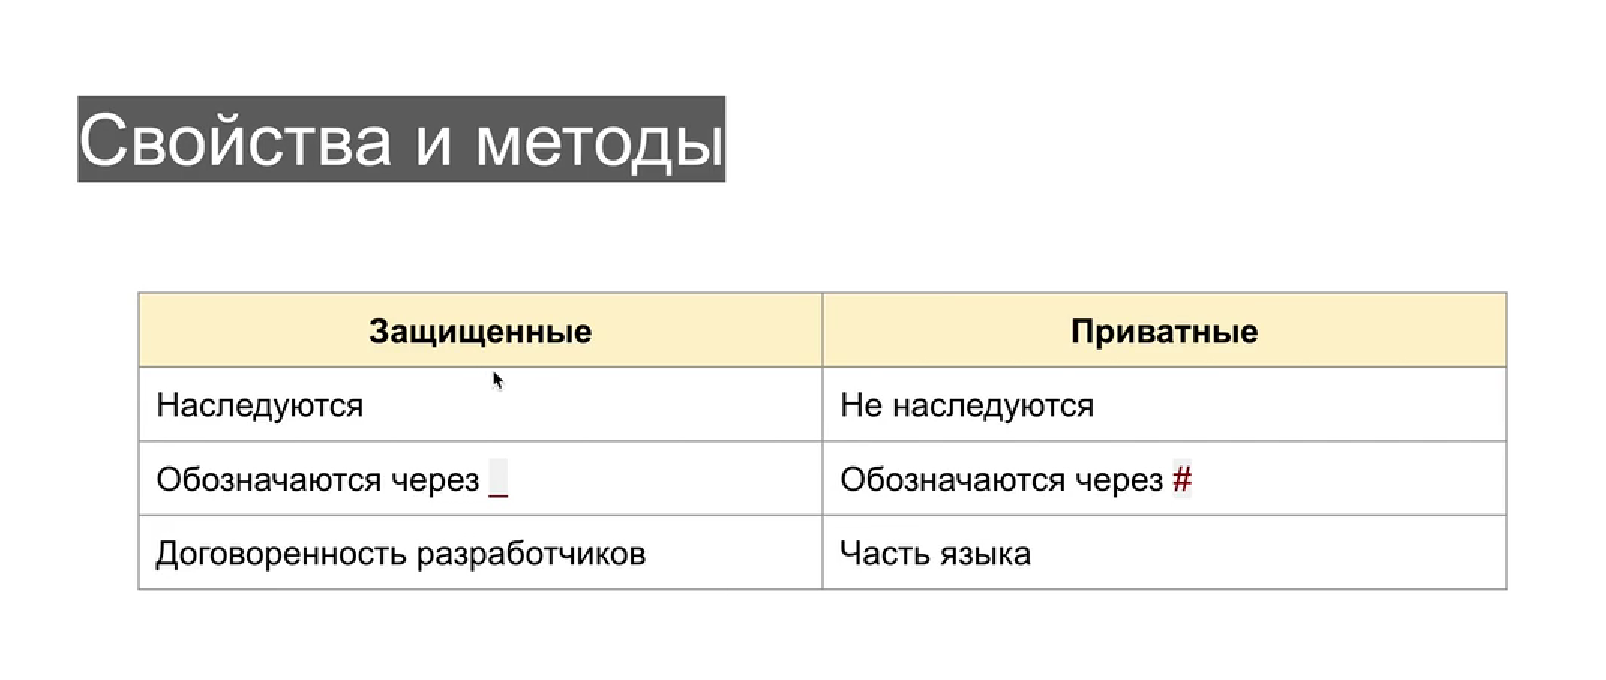 Свойства и методы
Защищенные
Приватные
Наследуются
Не наследуются
Обозначаются через _
Обозначаются через #
Договоренность разработчиков
Часть языка